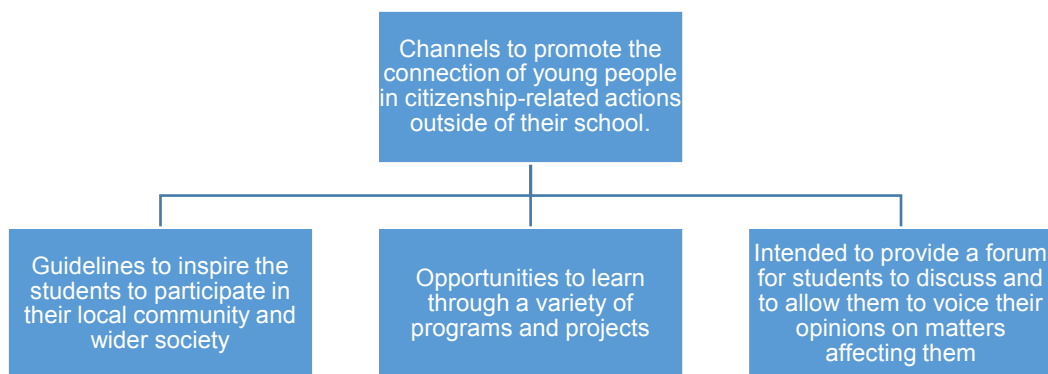 Channels to promote the
connection of young people
in citizenship-related actions
outside of their school.
Guidelines to inspire the
students to participate in
their local community and
wider society
Opportunities to learn
through a variety of
programs and projects
Intended to provide a forum
for students to discuss and
to allow them to voice their
opinions on matters
affecting them